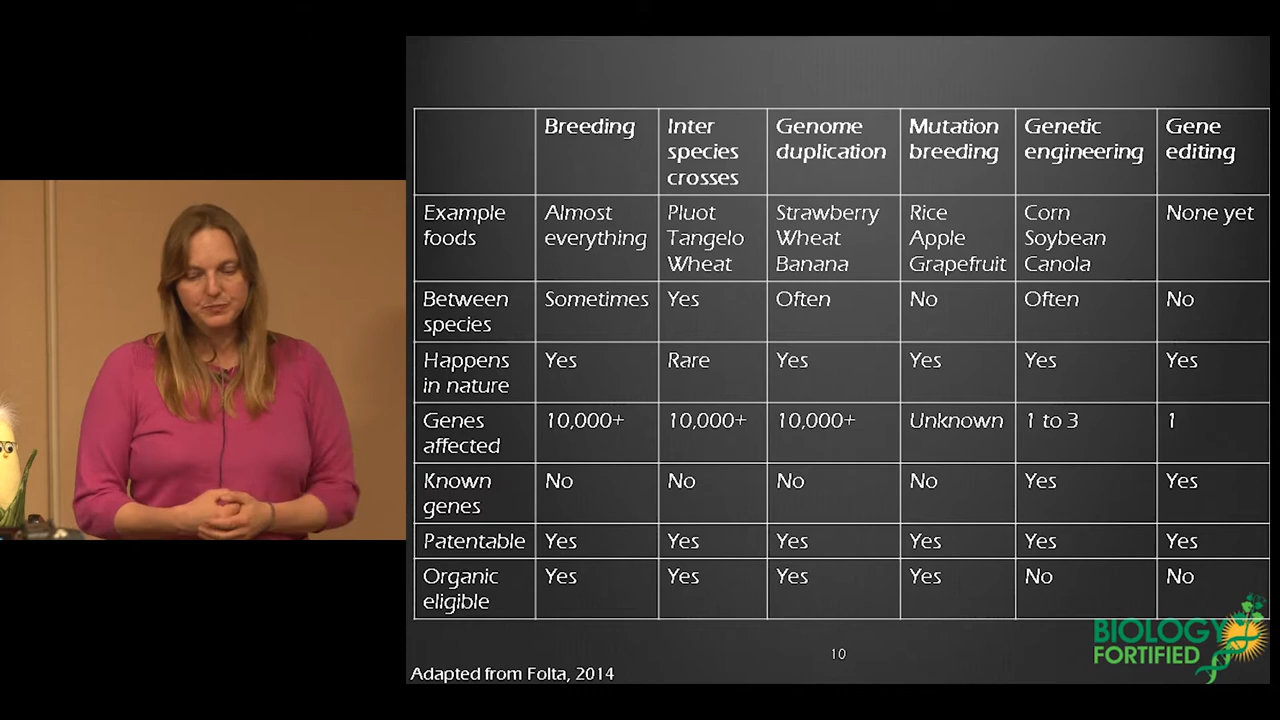 Breeding
Inter
species
crosses
Genome
duplication
Mutation
breeding
Genetic
engineering
Gene
editing
Example
foods
Almost
everything
Pluot
Tangelo
Wheat
Strawberry
Wheat
Banana
Rice
Apple
Grapefruit
Corn
Soybean
Canola
None yet
Between
species
Sometimes
Yes
Often
No
Often
No
Happens
in nature
Yes
Rare
Yes
Yes
Yes
Yes
Genes
affected
10,000+
10,000+
10,000+
Unknown
1 to 3
1
Known
genes
No
No
No
No
Yes
Yes
Patentable
Yes
Yes
Yes
Yes
Yes
Yes
Organic
eligible
Yes
Yes
Yes
Yes
No
No
BIOLOGY
FORTIFIED
10
Adapted from Folta, 2014